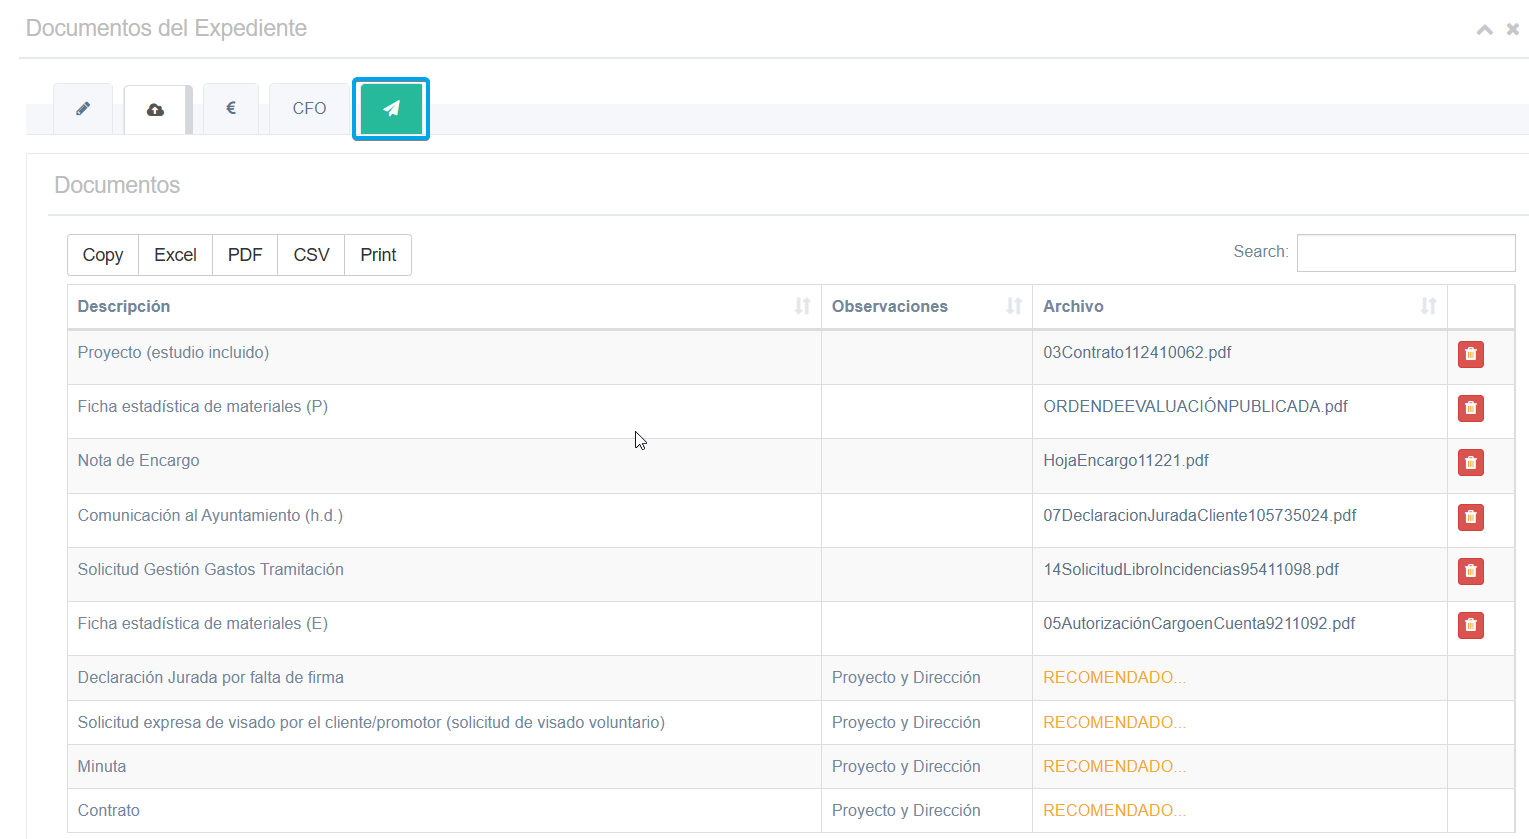 Documentos del Expediente
€ CFO
Documentos
Copy Excel PDF CSV Print Search:
Descripción Observaciones Archivo
Proyecto (estudio incluido) 03Contrato112410062.pdf
Ficha estadística de materiales (P) ORDENDEEVALUACIÓNPUBLICADA.pdf
Nota de Encargo HojaEncargo11221.pdf
Comunicación al Ayuntamiento (h.d.) 07DeclaracionJuradaCliente105735024.pdf
Solicitud Gestión Gastos Tramitación 14SolicitudLibroIncidencias95411098.pdf
Ficha estadística de materiales (E) 05AutorizaciónCargoenCuenta9211092.pdf
Declaración Jurada por falta de firma Proyecto y Dirección RECOMENDADO...
Solicitud expresa de visado por el cliente/promotor (solicitud de visado voluntario) Proyecto y Dirección RECOMENDADO...
Minuta Proyecto y Dirección RECOMENDADO...
Contrato Proyecto y Dirección RECOMENDADO...